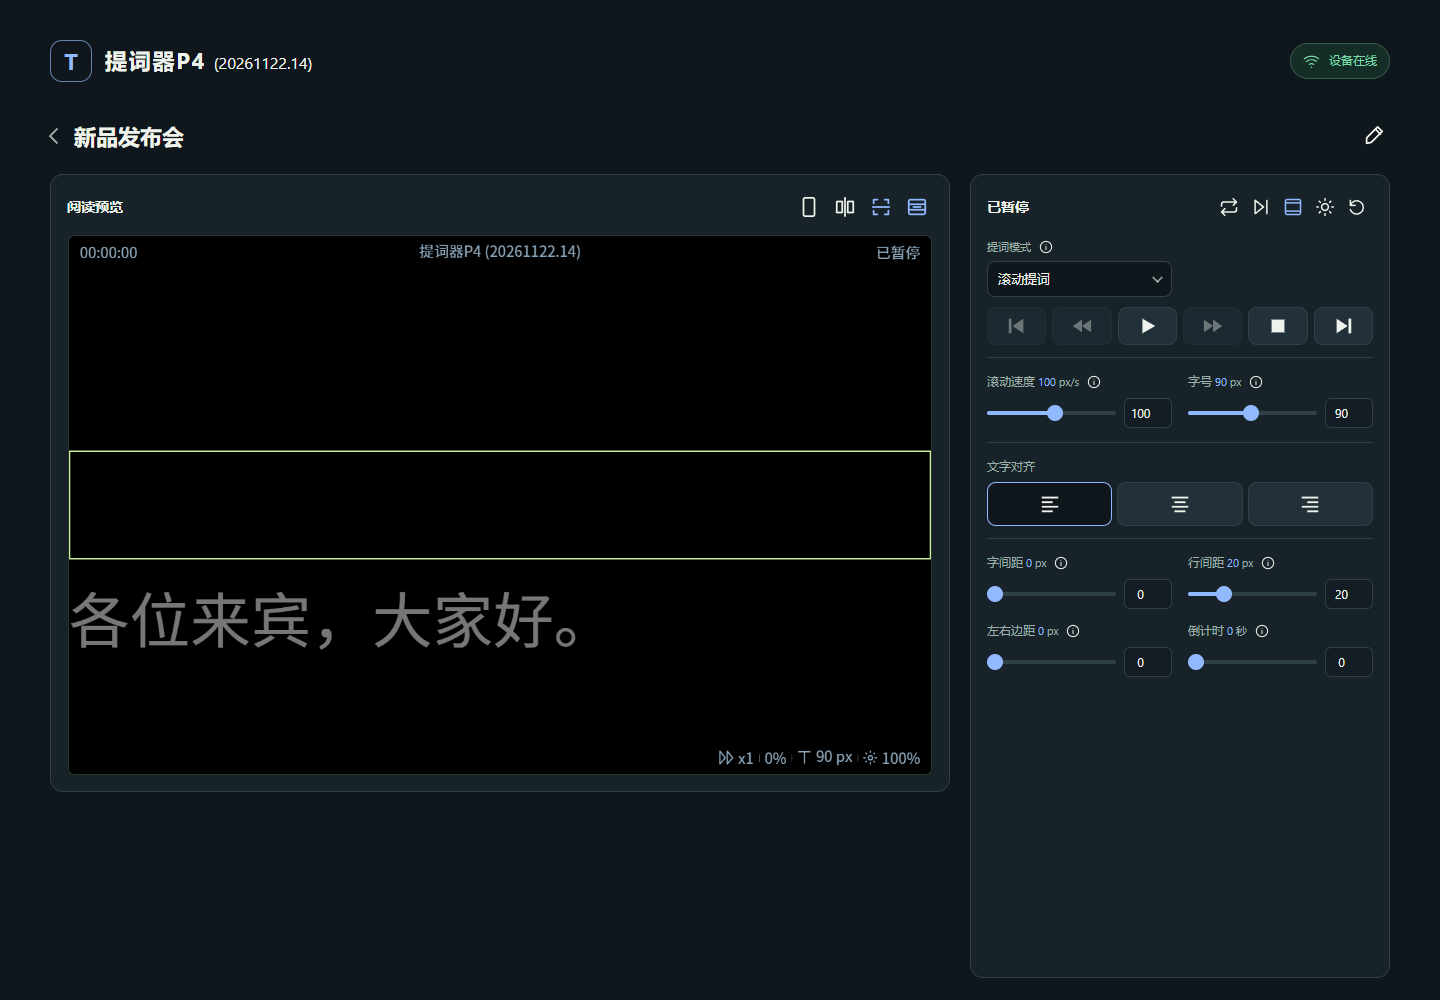 T 提词器P4 (20261122.14)
设备在线
新品发布会
阅读预览
00:00:00 提词器P4 (20261122.14) 已暂停
各位来宾，大家好。
x1 0% 90 px 100%
已暂停
提词模式
滚动提词
滚动速度 100 px/s 字号 90 px
100 90
文字对齐
字间距 0 px 行间距 20 px
0 20
左右边距 0 px 倒计时 0 秒
0 0